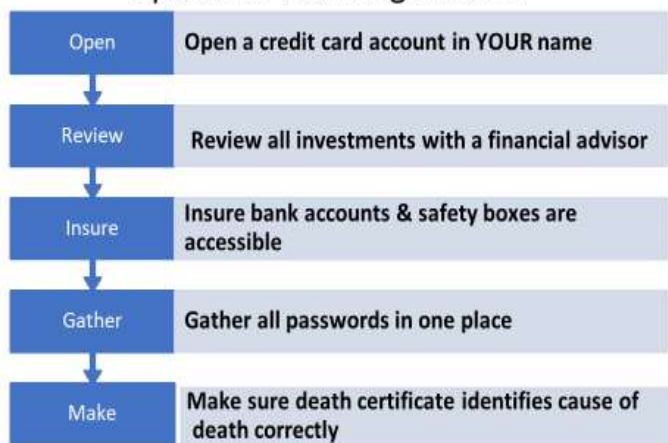 Open
Open a credit card account in YOUR name
Review
Review all investments with a financial advisor
Insure
Insure bank accounts & safety boxes are
accessible
Gather
Gather all passwords in one place
Make
Make sure death certificate identifies cause of
death correctly